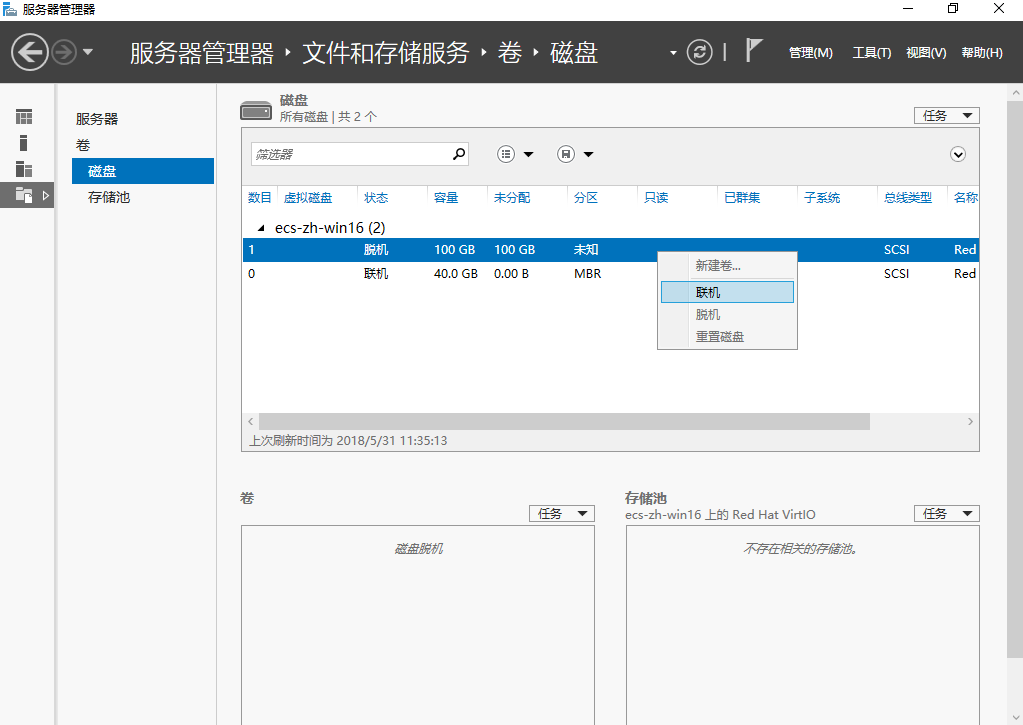 服务器管理器
服务器管理器 · 文件和存储服务 · 卷 · 磁盘
管理(M) 工具(T) 视图(V) 帮助(H)
服务器
卷
磁盘
存储池
磁盘
所有磁盘 | 共 2 个
任务
筛选器
数目 虚拟磁盘 状态 容量 未分配 分区 只读 已群集 子系统 总线类型 名称
ecs-zh-win16 (2)
1 脱机 100 GB 100 GB 未知 SCSI Red
0 联机 40.0 GB 0.00 B MBR SCSI Red
新建卷...
联机
脱机
重置磁盘
上次刷新时间为 2018/5/31 11:35:13
卷
任务
磁盘脱机
存储池
ecs-zh-win16 上的 Red Hat VirtIO
任务
不存在相关的存储池。